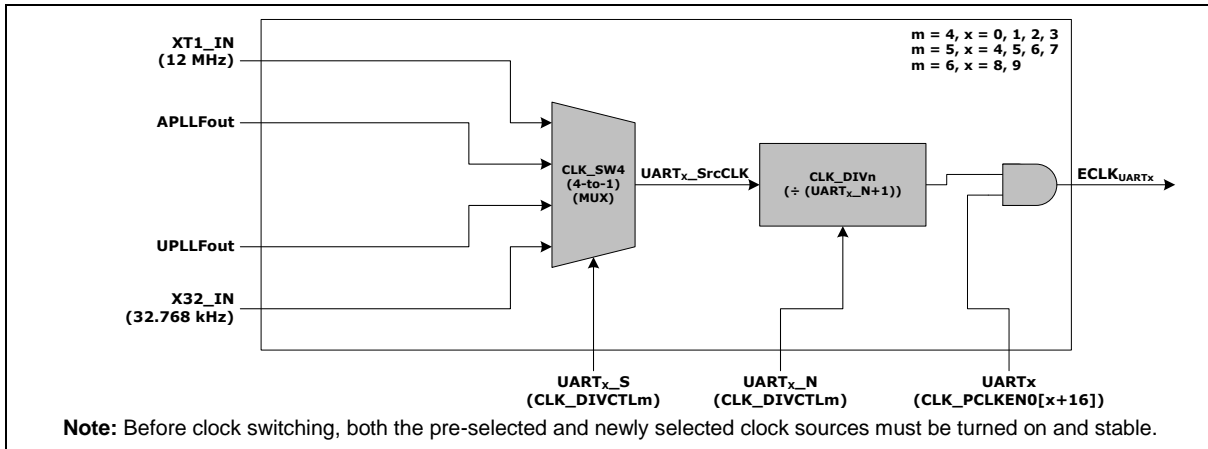 m = 4, x = 0, 1, 2, 3
m = 5, x = 4, 5, 6, 7
m = 6, x = 8, 9
XT1_IN
(12 MHz)
APLLFout
UPLLFout
X32_IN
(32.768 kHz)
CLK_SW4
(4-to-1)
(MUX)
UARTX_SrcCLK
CLK_DIVn
(÷ (UARTX_N+1))
ECLKUARTx
UARTX_S
(CLK_DIVCTLm)
UARTX_N
(CLK_DIVCTLm)
UARTx
(CLK_PCLKEN0[x+16])
Note: Before clock switching, both the pre-selected and newly selected clock sources must be turned on and stable.